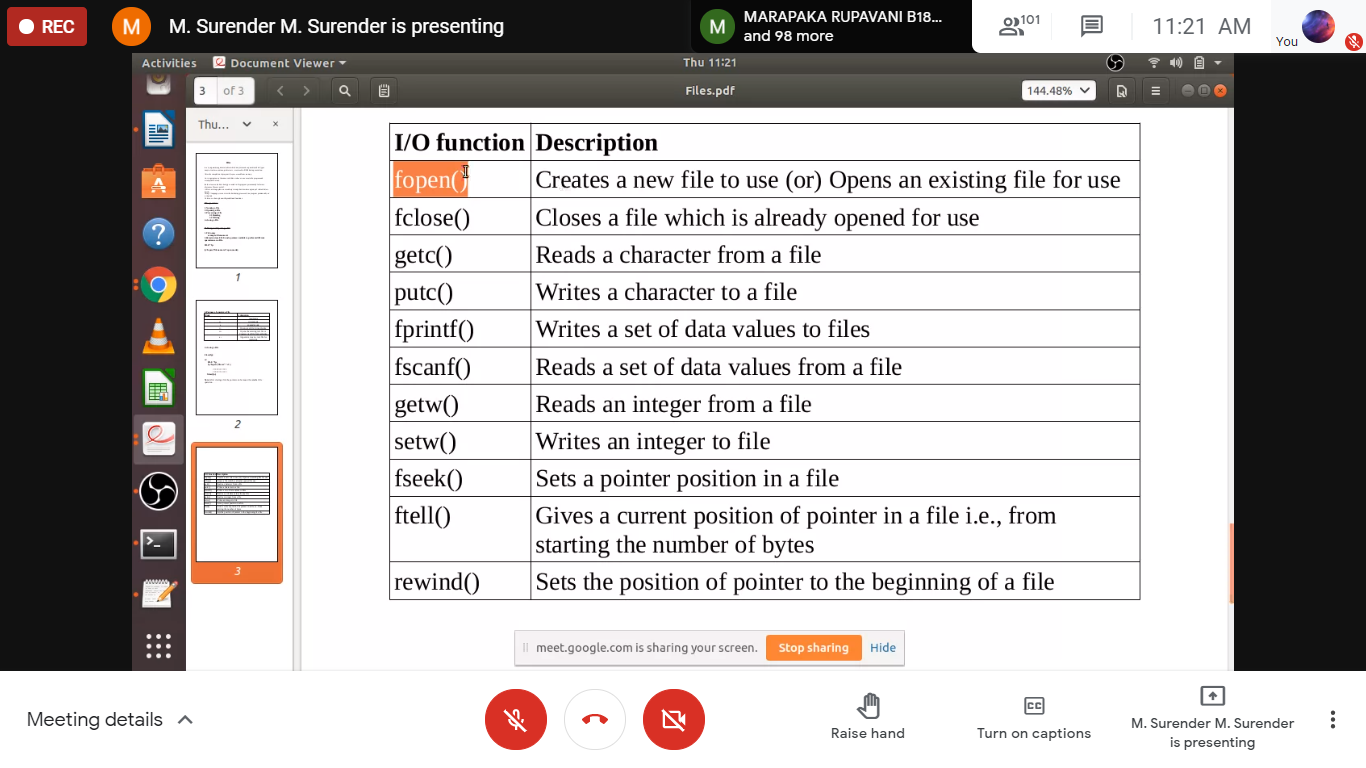 REC
M
M. Surender M. Surender is presenting
M
MARAPAKA RUPAVANI B18...
and 98 more
101
11:21 AM
You
Activities
Document Viewer
Thu 11:21
3 of 3
Files.pdf
144.48%
Thu...
1
2
3
I/O function Description
fopen() Creates a new file to use (or) Opens an existing file for use
fclose() Closes a file which is already opened for use
getc() Reads a character from a file
putc() Writes a character to a file
fprintf() Writes a set of data values to files
fscanf() Reads a set of data values from a file
getw() Reads an integer from a file
setw() Writes an integer to file
fseek() Sets a pointer position in a file
ftell() Gives a current position of pointer in a file i.e., from
starting the number of bytes
rewind() Sets the position of pointer to the beginning of a file
meet.google.com is sharing your screen. Stop sharing Hide
Meeting details
Raise hand
CC
Turn on captions
M. Surender M. Surender
is presenting